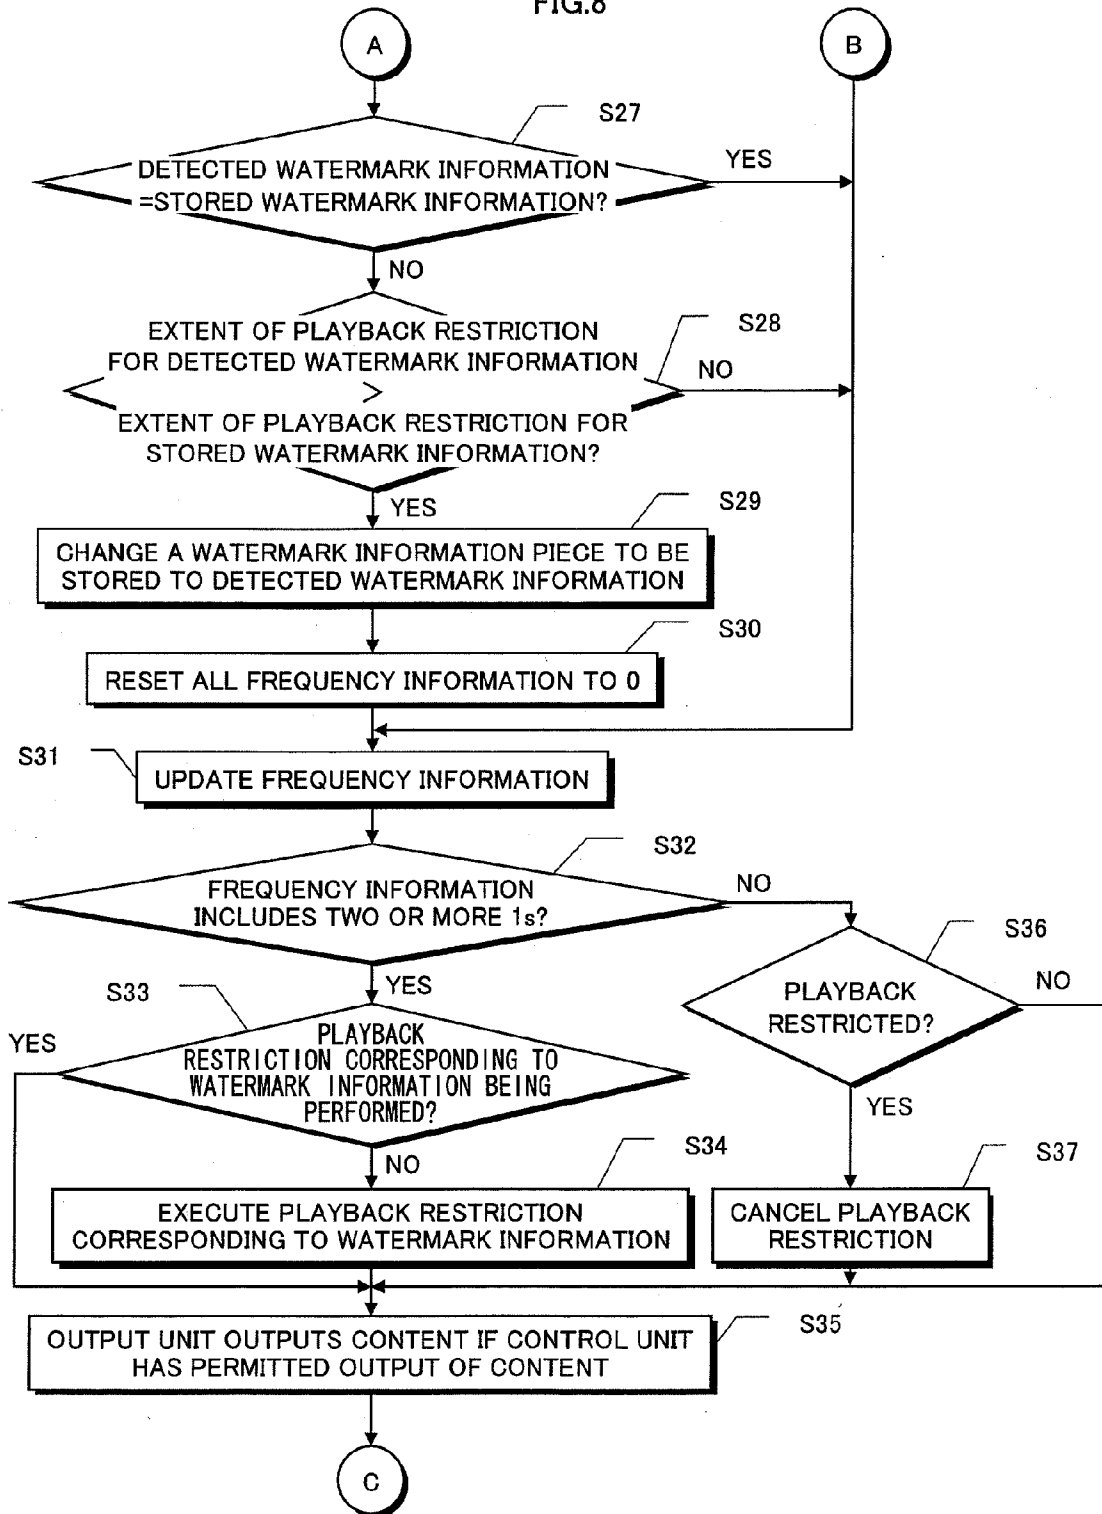 FIG.8
A
B
S27
DETECTED WATERMARK INFORMATION
=STORED WATERMARK INFORMATION?
YES
NO
S28
EXTENT OF PLAYBACK RESTRICTION
FOR DETECTED WATERMARK INFORMATION
>
EXTENT OF PLAYBACK RESTRICTION FOR
STORED WATERMARK INFORMATION?
NO
YES
S29
CHANGE A WATERMARK INFORMATION PIECE TO BE
STORED TO DETECTED WATERMARK INFORMATION
S30
RESET ALL FREQUENCY INFORMATION TO 0
S31
UPDATE FREQUENCY INFORMATION
S32
FREQUENCY INFORMATION
INCLUDES TWO OR MORE 1s?
NO
YES
S36
PLAYBACK
RESTRICTED?
NO
YES
S33
YES
PLAYBACK
RESTRICTION CORRESPONDING TO
WATERMARK INFORMATION BEING
PERFORMED?
NO
S34
EXECUTE PLAYBACK RESTRICTION
CORRESPONDING TO WATERMARK INFORMATION
S37
CANCEL PLAYBACK
RESTRICTION
S35
OUTPUT UNIT OUTPUTS CONTENT IF CONTROL UNIT
HAS PERMITTED OUTPUT OF CONTENT
C